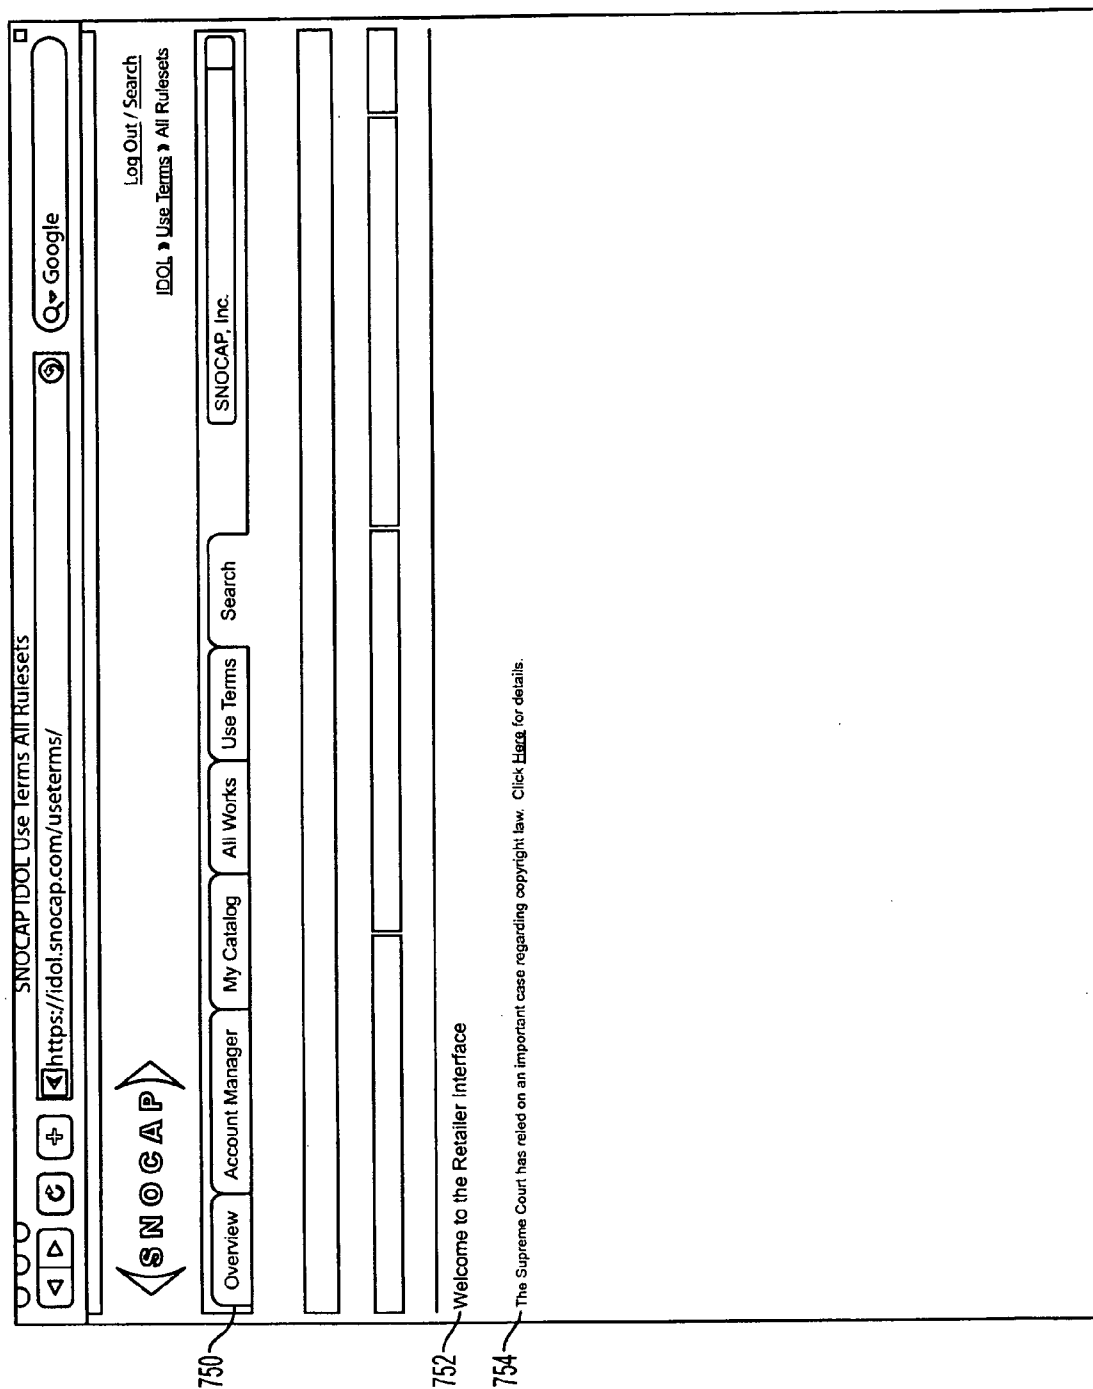 SNOCAP IDOL Use Terms All Rulesets
https://idol.snocap.com/useterms/
Google
SNOCAP
Log Out / Search
IDOL » Use Terms » All Rulesets
750
Overview
Account Manager
My Catalog
All Works
Use Terms
Search
SNOCAP, Inc.
752
Welcome to the Retailer Interface
754
The Supreme Court has reled on an important case regarding copyright law. Click Here for details.